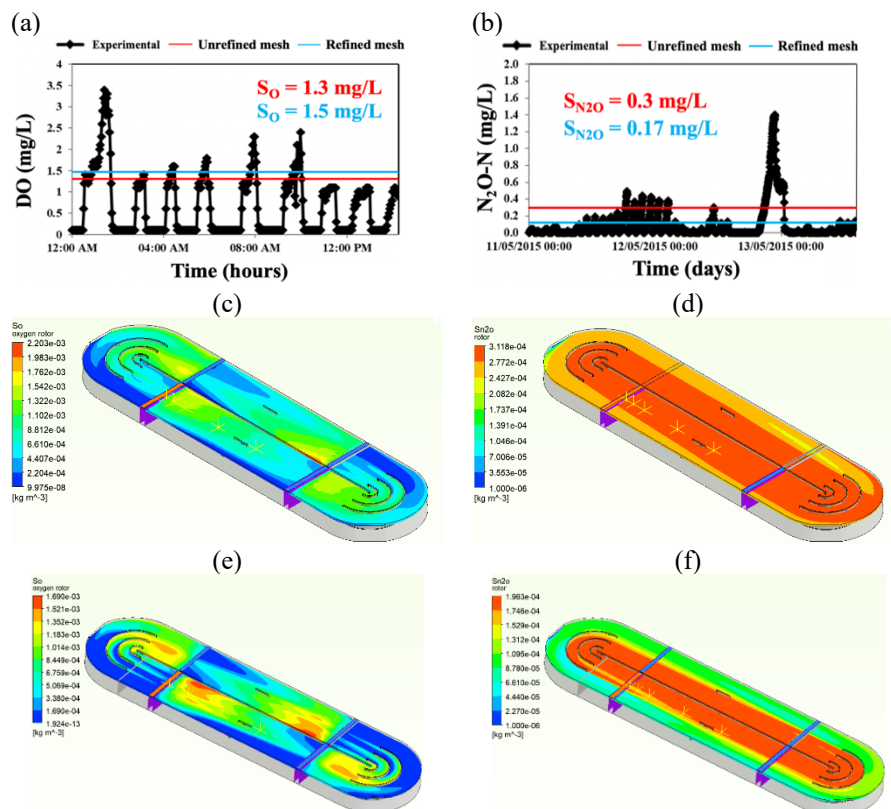 (a)
Experimental Unrefined mesh Refined mesh
4
3.5
3
2.5
2
1.5
1
0.5
0
DO (mg/L)
S_O = 1.3 mg/L
S_O = 1.5 mg/L
12:00 AM 04:00 AM 08:00 AM 12:00 PM
Time (hours)
(b)
Experimental Unrefined mesh Refined mesh
2.0
1.8
1.6
1.4
1.2
1.0
0.8
0.6
0.4
0.2
0.0
N₂O-N (mg/L)
S_N2O = 0.3 mg/L
S_N2O = 0.17 mg/L
11/05/2015 00:00 12/05/2015 00:00 13/05/2015 00:00
Time (days)
(c)
So
oxygen rotor
2.203e-03
1.983e-03
1.762e-03
1.542e-03
1.322e-03
1.102e-03
8.812e-04
6.610e-04
4.407e-04
2.204e-04
9.975e-08
[kg m^-3]
(d)
Sn2o
rotor
3.118e-04
2.772e-04
2.427e-04
2.082e-04
1.737e-04
1.391e-04
1.046e-04
7.006e-05
3.553e-05
1.000e-06
[kg m^-3]
(e)
So
oxygen rotor
1.690e-03
1.521e-03
1.352e-03
1.183e-03
1.014e-03
8.449e-04
6.759e-04
5.069e-04
3.380e-04
1.690e-04
1.924e-13
[kg m^-3]
(f)
Sn2o
rotor
1.963e-04
1.746e-04
1.529e-04
1.312e-04
1.095e-04
8.780e-05
6.610e-05
4.440e-05
2.270e-05
1.000e-06
[kg m^-3]